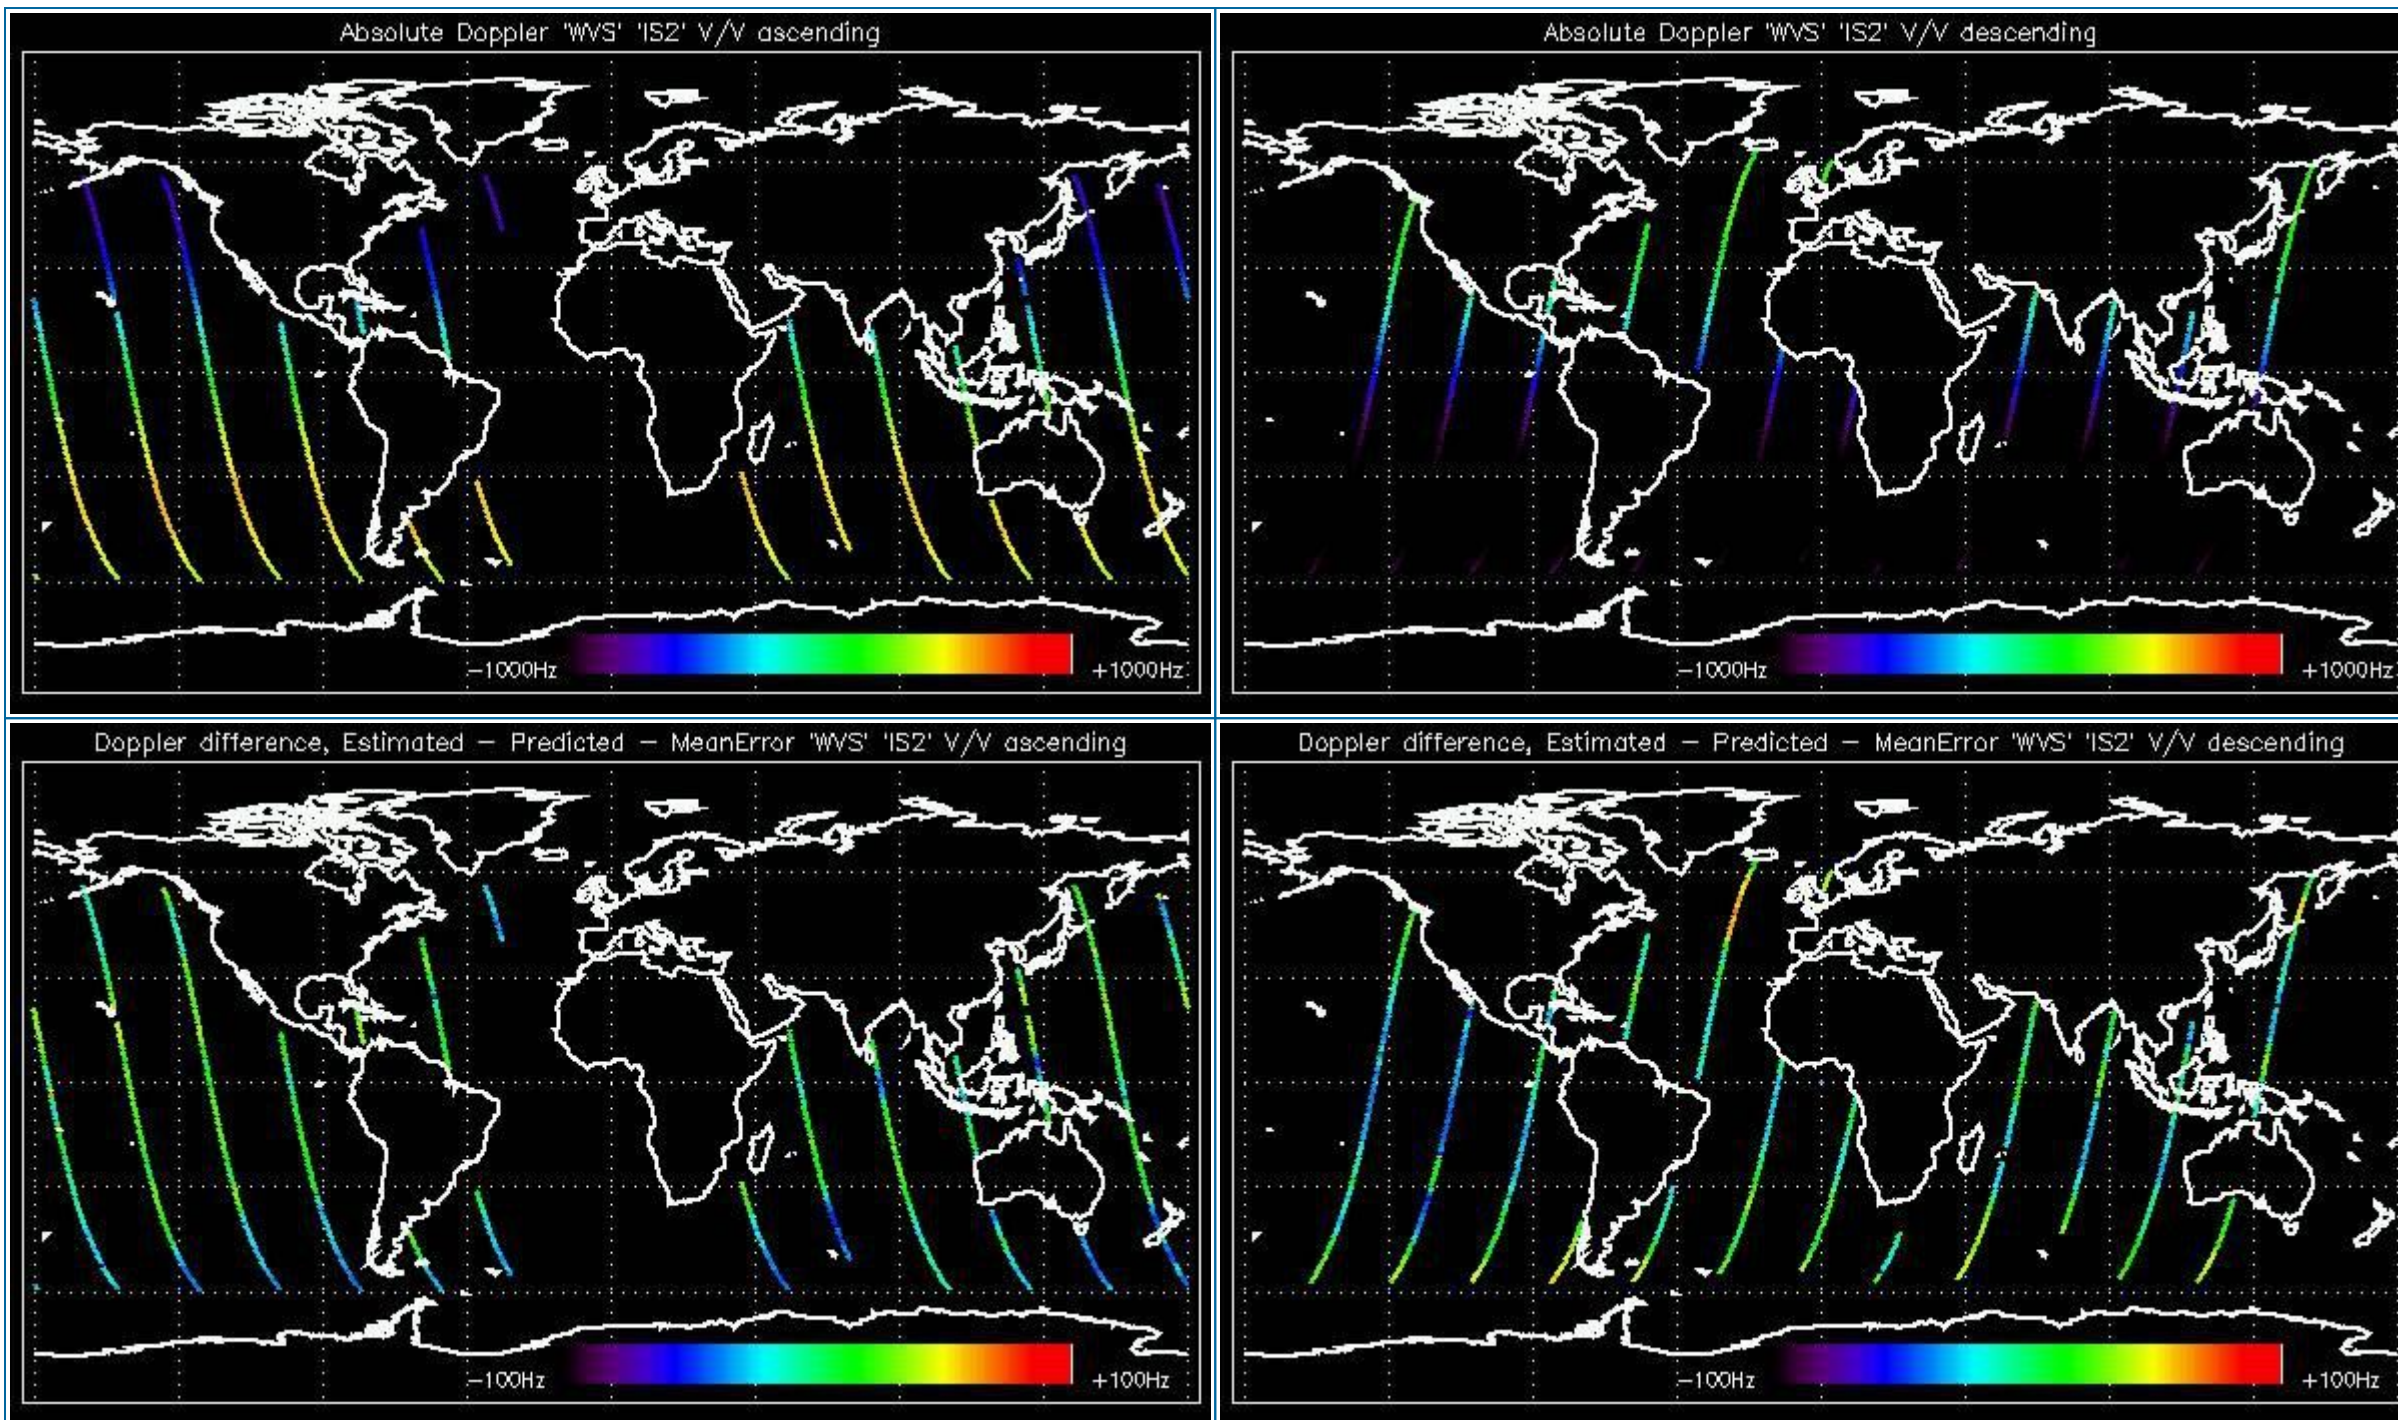 Absolute Doppler 'WVS' 'IS2' V/V ascending
−1000Hz
+1000Hz
Absolute Doppler 'WVS' 'IS2' V/V descending
−1000Hz
+1000Hz
Doppler difference, Estimated − Predicted − MeanError 'WVS' 'IS2' V/V ascending
−100Hz
+100Hz
Doppler difference, Estimated − Predicted − MeanError 'WVS' 'IS2' V/V descending
−100Hz
+100Hz